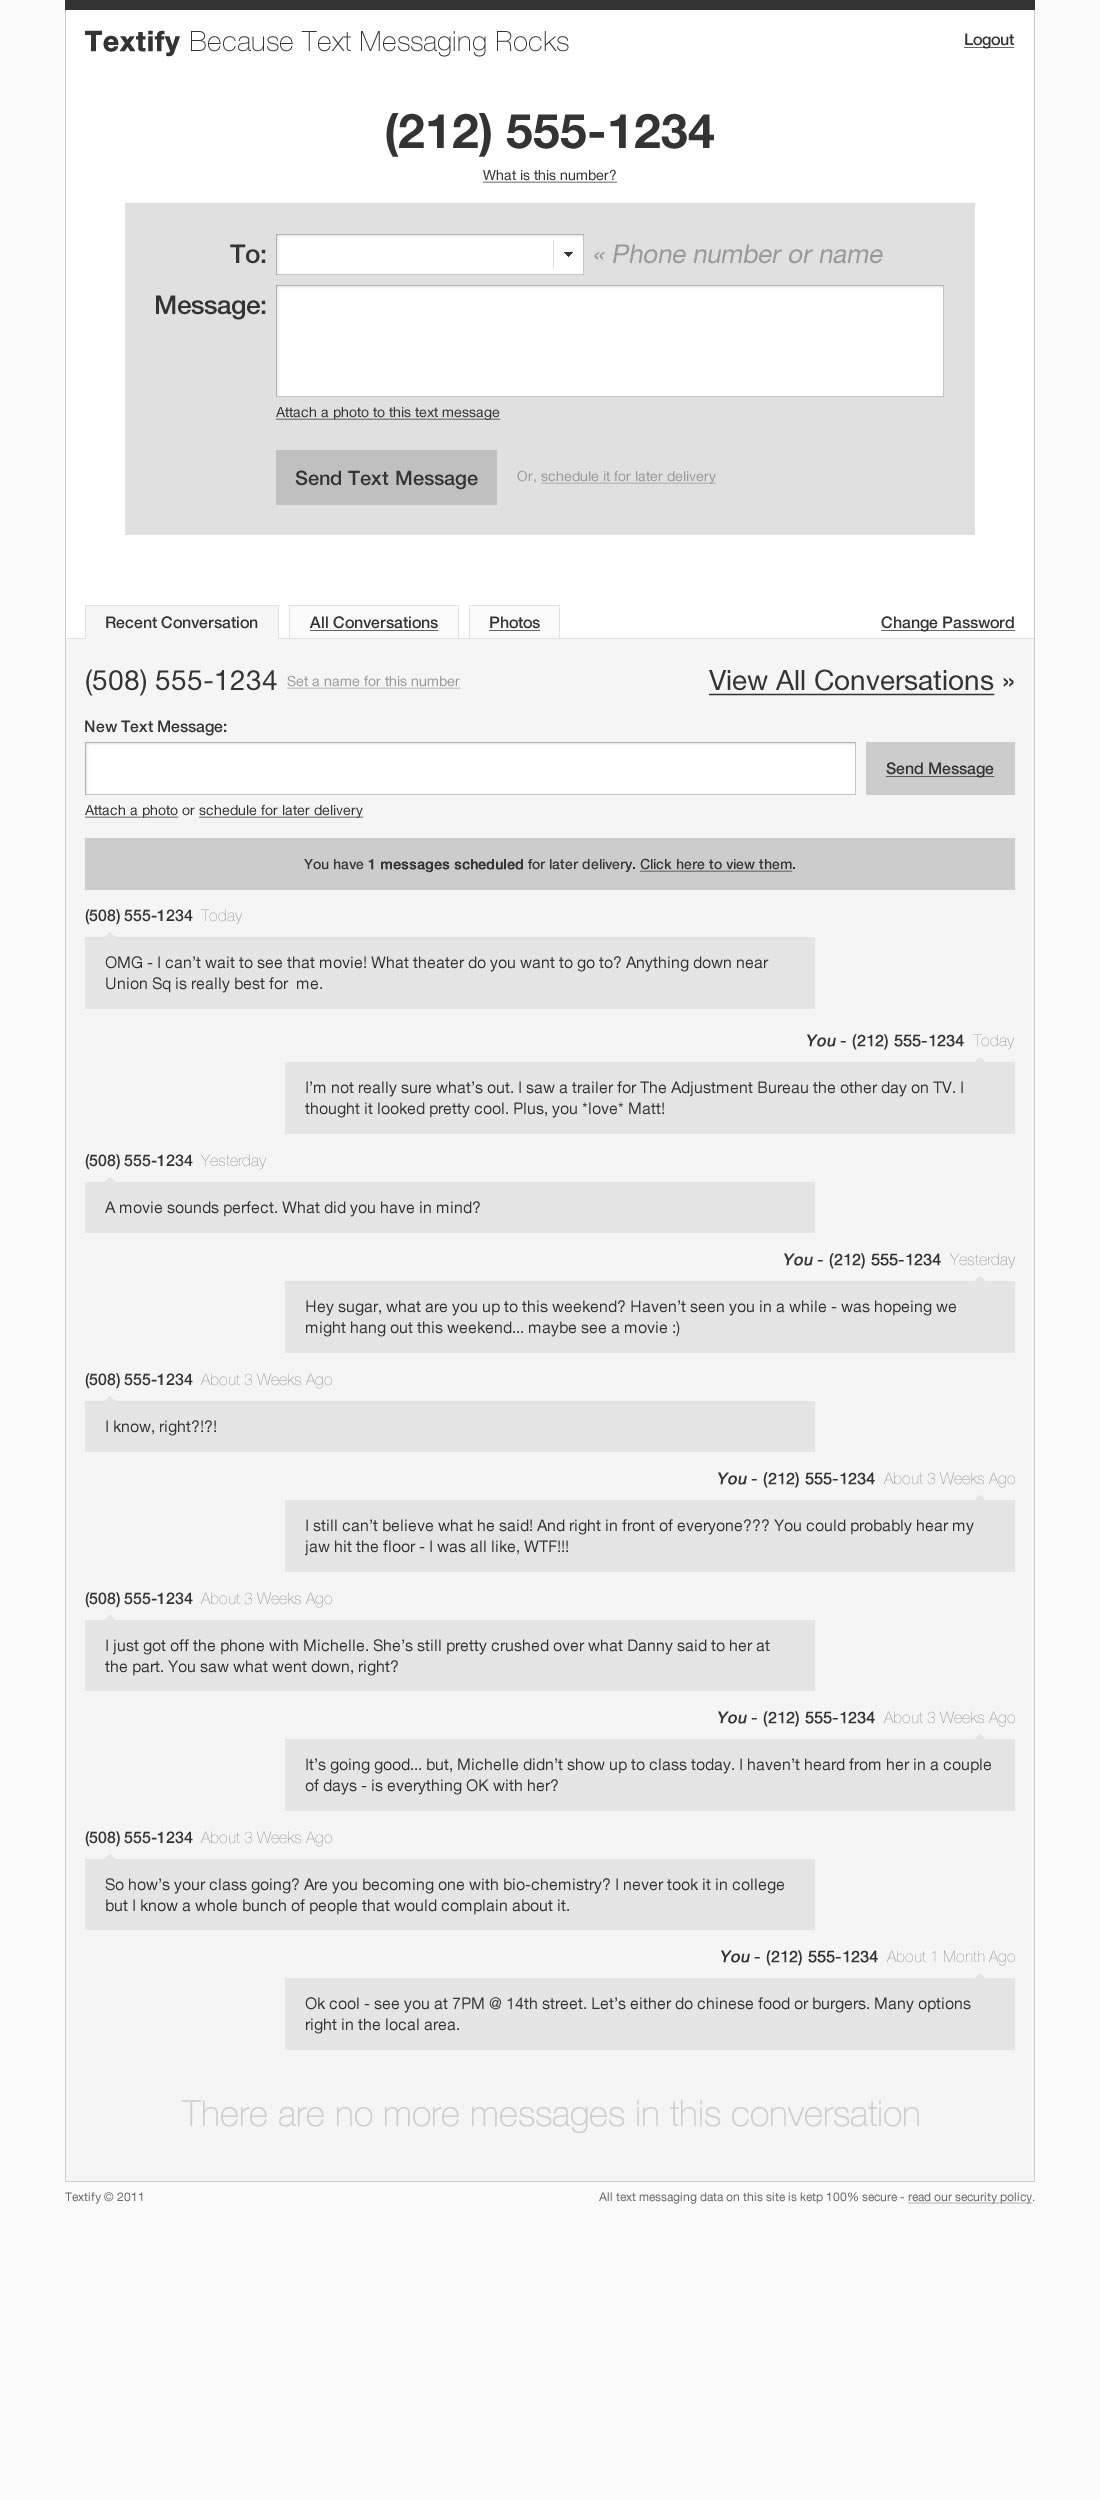 Textify Because Text Messaging Rocks
Logout
(212) 555-1234
What is this number?
To:
« Phone number or name
Message:
Attach a photo to this text message
Send Text Message
Or, schedule it for later delivery
Recent Conversation
All Conversations
Photos
Change Password
(508) 555-1234 Set a name for this number
View All Conversations »
New Text Message:
Send Message
Attach a photo or schedule for later delivery
You have 1 messages scheduled for later delivery. Click here to view them.
(508) 555-1234 Today
OMG - I can’t wait to see that movie! What theater do you want to go to? Anything down near
Union Sq is really best for  me.
You - (212) 555-1234 Today
I’m not really sure what’s out. I saw a trailer for The Adjustment Bureau the other day on TV. I
thought it looked pretty cool. Plus, you *love* Matt!
(508) 555-1234 Yesterday
A movie sounds perfect. What did you have in mind?
You - (212) 555-1234 Yesterday
Hey sugar, what are you up to this weekend? Haven’t seen you in a while - was hopeing we
might hang out this weekend... maybe see a movie :)
(508) 555-1234 About 3 Weeks Ago
I know, right?!?!
You - (212) 555-1234 About 3 Weeks Ago
I still can’t believe what he said! And right in front of everyone??? You could probably hear my
jaw hit the floor - I was all like, WTF!!!
(508) 555-1234 About 3 Weeks Ago
I just got off the phone with Michelle. She’s still pretty crushed over what Danny said to her at
the part. You saw what went down, right?
You - (212) 555-1234 About 3 Weeks Ago
It’s going good... but, Michelle didn’t show up to class today. I haven’t heard from her in a couple
of days - is everything OK with her?
(508) 555-1234 About 3 Weeks Ago
So how’s your class going? Are you becoming one with bio-chemistry? I never took it in college
but I know a whole bunch of people that would complain about it.
You - (212) 555-1234 About 1 Month Ago
Ok cool - see you at 7PM @ 14th street. Let’s either do chinese food or burgers. Many options
right in the local area.
There are no more messages in this conversation
Textify © 2011
All text messaging data on this site is ketp 100% secure - read our security policy.